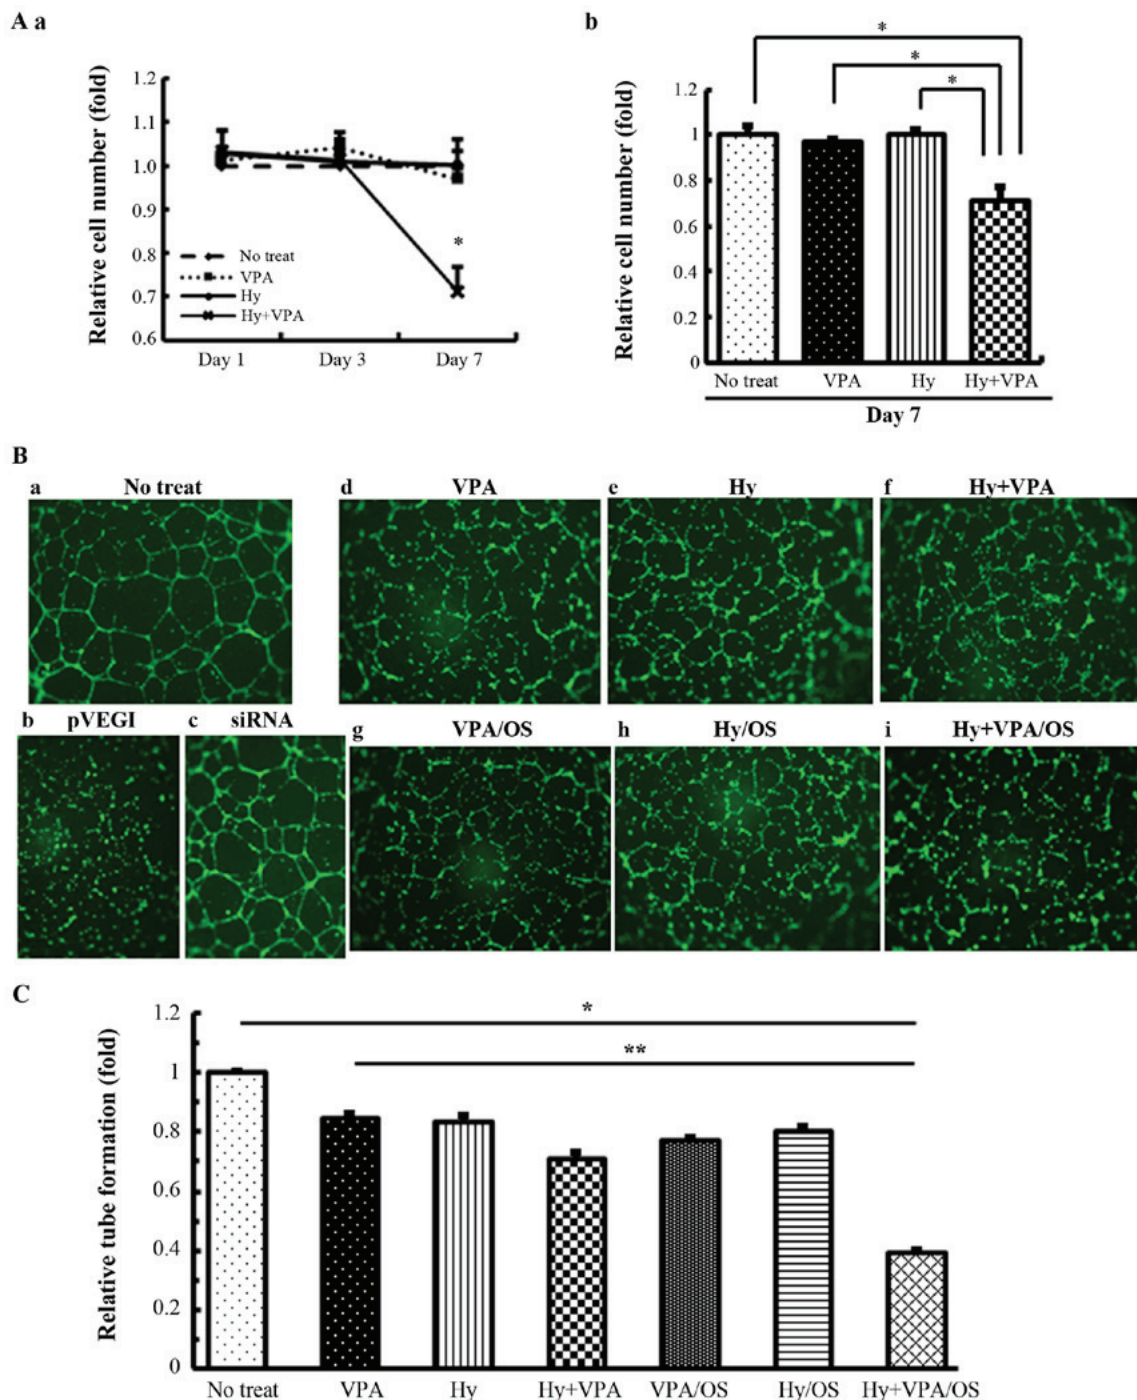 A a
Relative cell number (fold)
1.2
1.1
1.0
0.9
0.8
0.7
0.6
*
No treat
VPA
Hy
Hy+VPA
Day 1 Day 3 Day 7
b
Relative cell number (fold)
1.2
1
0.8
0.6
0.4
0.2
0
*
*
*
No treat VPA Hy Hy+VPA
Day 7
B
a No treat
d VPA
e Hy
f Hy+VPA
b pVEGI
c siRNA
g VPA/OS
h Hy/OS
i Hy+VPA/OS
C
Relative tube formation (fold)
1.2
1
0.8
0.6
0.4
0.2
0
*
**
No treat VPA Hy Hy+VPA VPA/OS Hy/OS Hy+VPA/OS